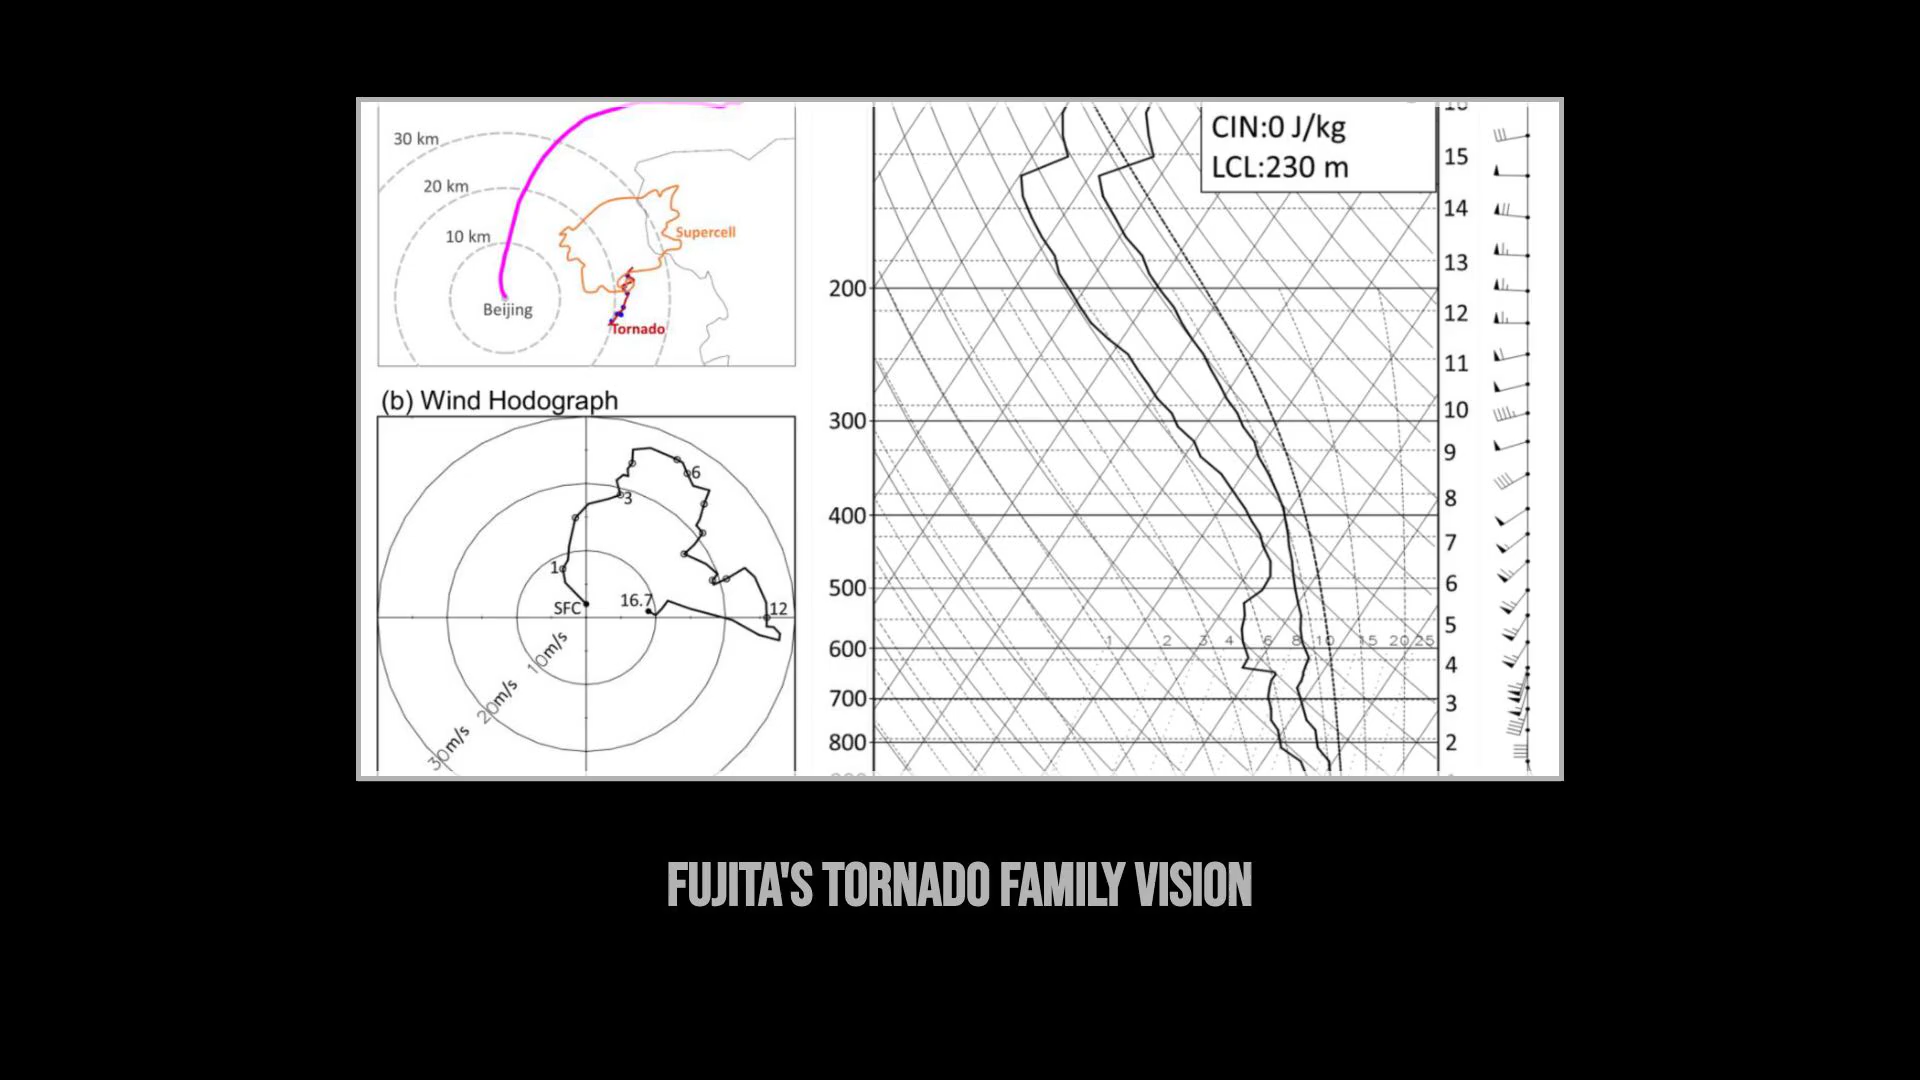 30 km
20 km
10 km
Beijing
Supercell
Tornado
(b) Wind Hodograph
6
3
1
SFC
16.7
12
10m/s
20m/s
30m/s
CIN:0 J/kg
LCL:230 m
200
300
400
500
600
700
800
1 2 3 4 6 8 10 15 20 25
15
14
13
12
11
10
9
8
7
6
5
4
3
2
FUJITA'S TORNADO FAMILY VISION